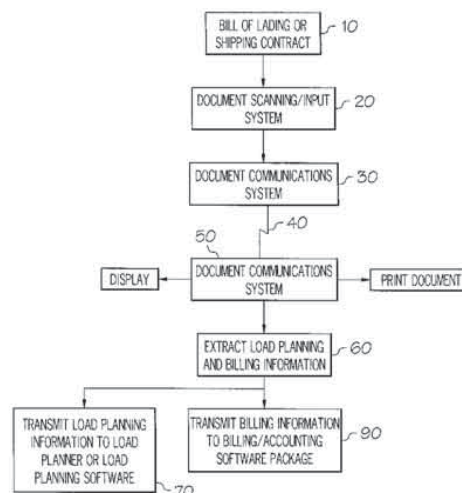 BILL OF LADING OR
SHIPPING CONTRACT
10
DOCUMENT SCANNING/INPUT
SYSTEM
20
DOCUMENT COMMUNICATIONS
SYSTEM
30
40
50
DISPLAY
DOCUMENT COMMUNICATIONS
SYSTEM
PRINT DOCUMENT
EXTRACT LOAD PLANNING
AND BILLING INFORMATION
60
TRANSMIT LOAD PLANNING
INFORMATION TO LOAD
PLANNER OR LOAD
PLANNING SOFTWARE
70
TRANSMIT BILLING INFORMATION
TO BILLING/ACCOUNTING
SOFTWARE PACKAGE
90